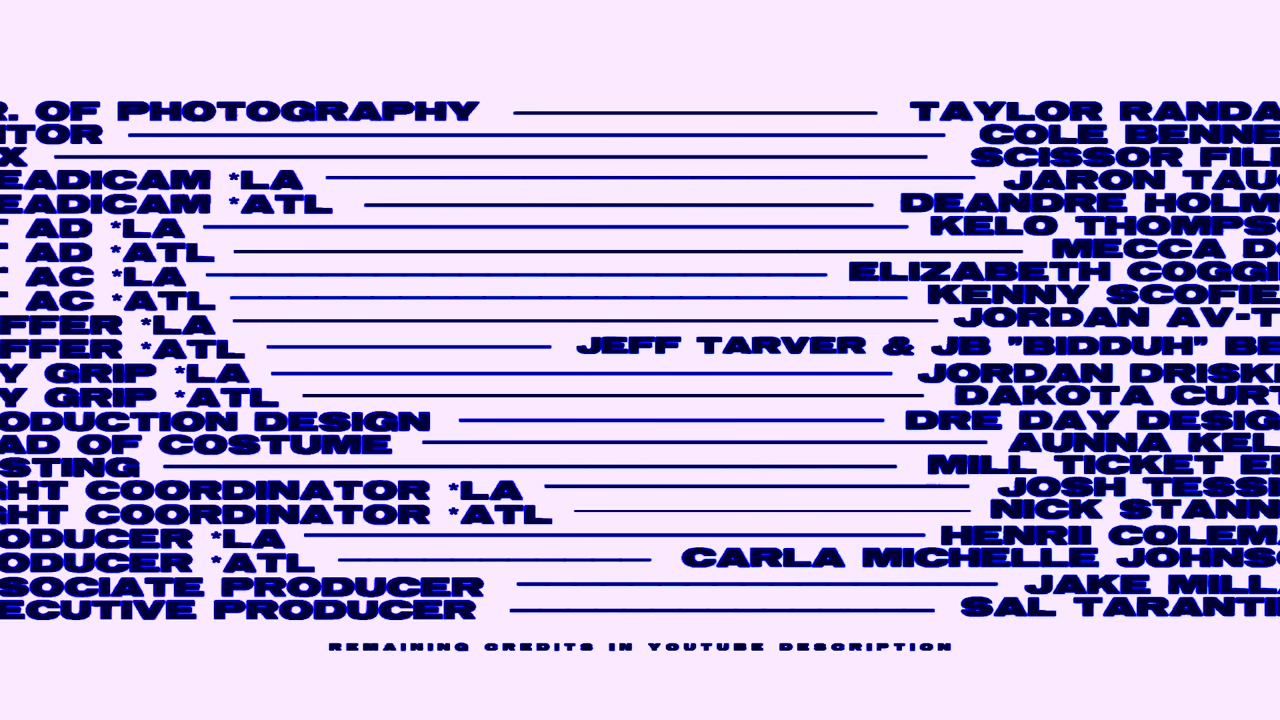 R. OF PHOTOGRAPHY TAYLOR RANDA
ITOR COLE BENNE
X SCISSOR FIL
EADICAM *LA JARON TAU
EADICAM *ATL DEANDRE HOLM
T AD *LA KELO THOMPS
T AD *ATL MECCA D
T AC *LA ELIZABETH COGGI
T AC *ATL KENNY SCOFIE
FFER *LA JORDAN AV-T
FFER *ATL JEFF TARVER & JB "BIDDUH" BE
Y GRIP *LA JORDAN DRISK
Y GRIP *ATL DAKOTA CURT
ODUCTION DESIGN DRE DAY DESIG
AD OF COSTUME AUNNA KEL
STING MILL TICKET E
GHT COORDINATOR *LA JOSH TESS
GHT COORDINATOR *ATL NICK STANN
ODUCER *LA HENRII COLEM
ODUCER *ATL CARLA MICHELLE JOHNS
SOCIATE PRODUCER JAKE MILL
ECUTIVE PRODUCER SAL TARANTI
REMAINING CREDITS IN YOUTUBE DESCRIPTION